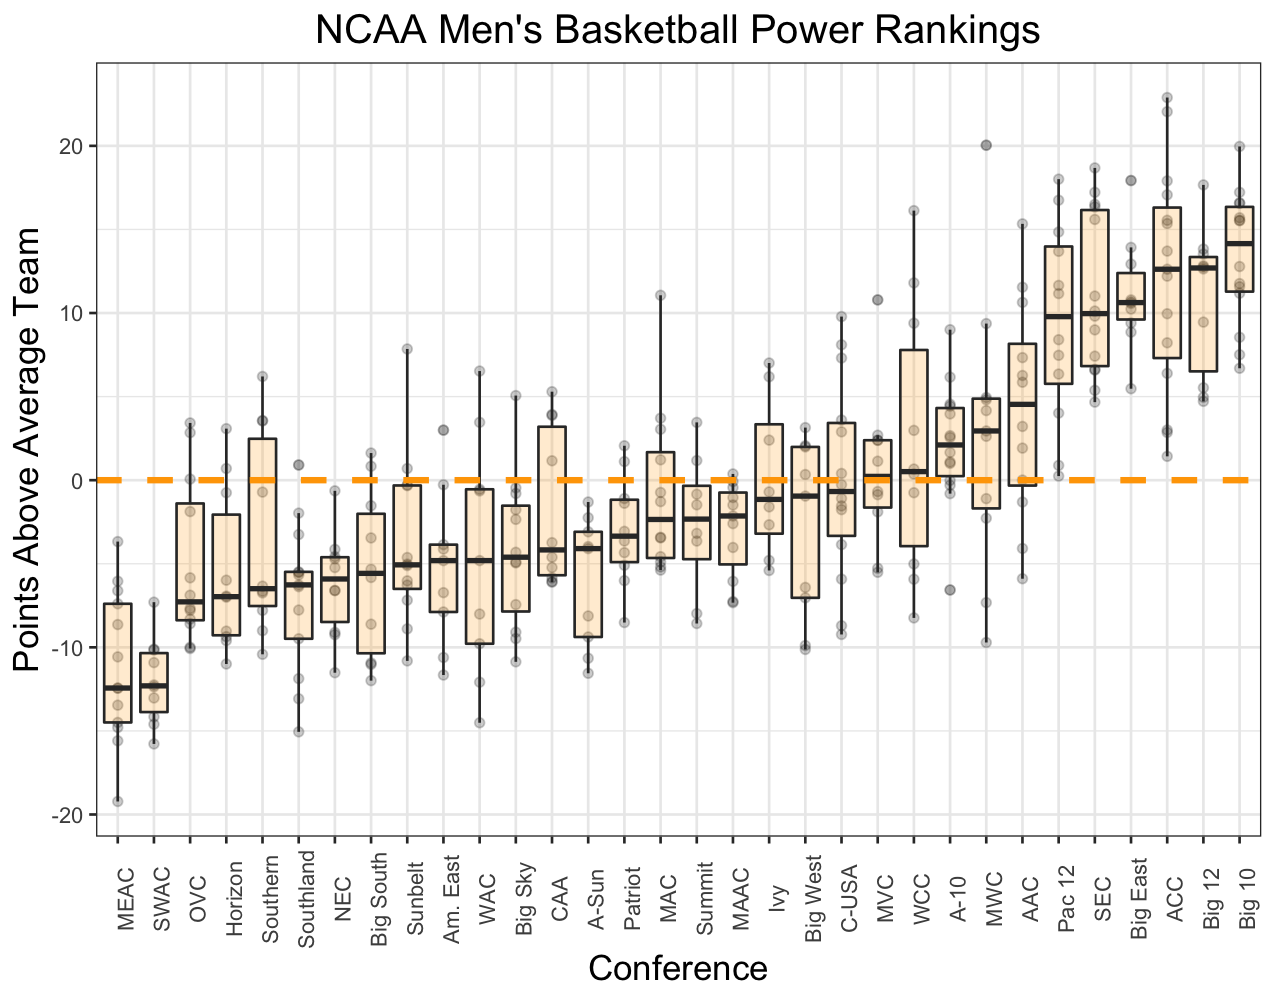 NCAA Men's Basketball Power Rankings
Points Above Average Team
20
10
0
-10
-20
MEAC
SWAC
OVC
Horizon
Southern
Southland
NEC
Big South
Sunbelt
Am. East
WAC
Big Sky
CAA
A-Sun
Patriot
MAC
Summit
MAAC
Ivy
Big West
C-USA
MVC
WCC
A-10
MWC
AAC
Pac 12
SEC
Big East
ACC
Big 12
Big 10
Conference